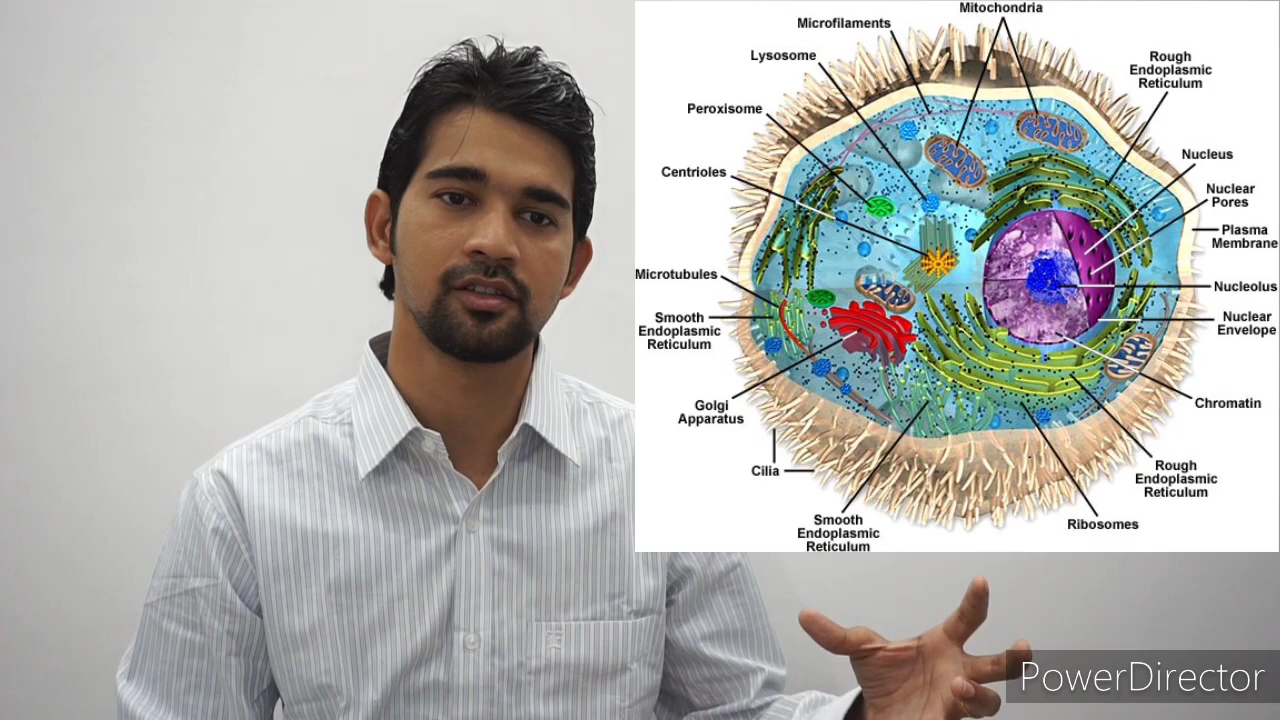 Mitochondria
Microfilaments
Lysosome
Rough
Endoplasmic
Reticulum
Peroxisome
Nucleus
Centrioles
Nuclear
Pores
Plasma
Membrane
Microtubules
Nucleolus
Smooth
Endoplasmic
Reticulum
Nuclear
Envelope
Golgi
Apparatus
Chromatin
Cilia
Rough
Endoplasmic
Reticulum
Smooth
Endoplasmic
Reticulum
Ribosomes
PowerDirector